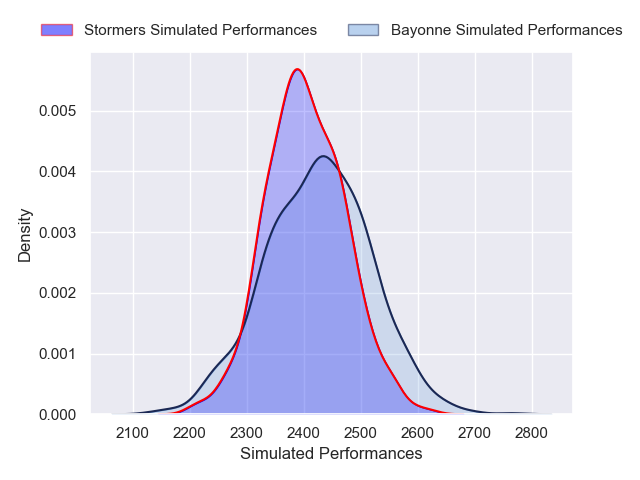 Stormers Simulated Performances
Bayonne Simulated Performances
Density
0.005
0.004
0.003
0.002
0.001
0.000
2100 2200 2300 2400 2500 2600 2700 2800
Simulated Performances